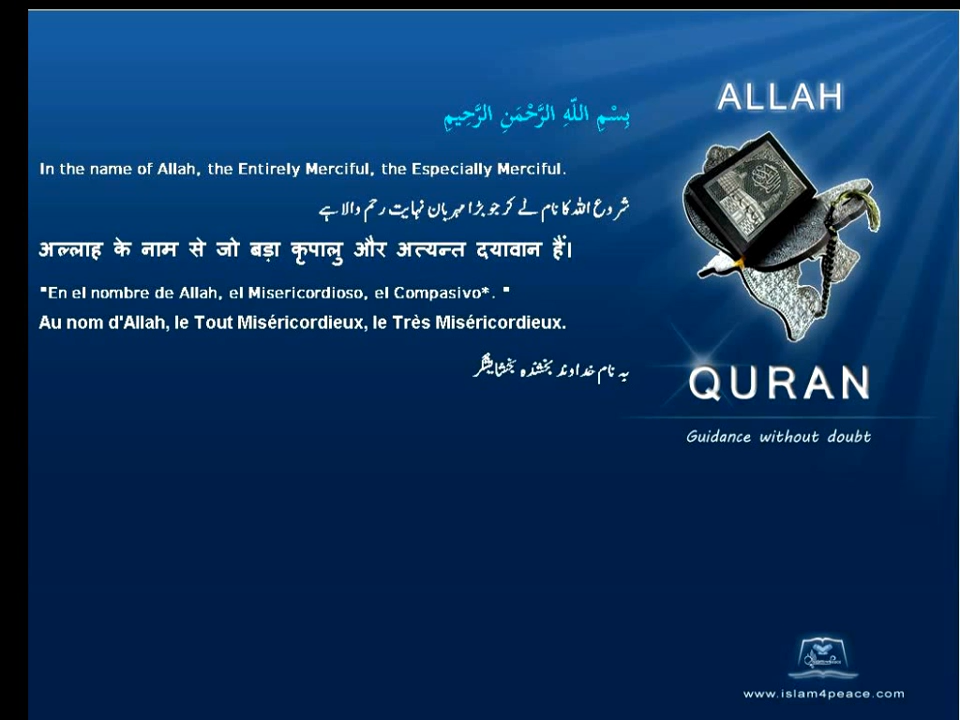 بِسْمِ اللّهِ الرَّحْمَنِ الرَّحِيمِ
In the name of Allah, the Entirely Merciful, the Especially Merciful.
شروع الله کا نام لے کر جو بڑا مہربان نہایت رحم والا ہے
अल्लाह के नाम से जो बड़ा कृपालु और अत्यन्त दयावान हैं।
"En el nombre de Allah, el Misericordioso, el Compasivo*. "
Au nom d'Allah, le Tout Miséricordieux, le Très Miséricordieux.
به نام خداوند بخشنده بخشایشگر
ALLAH
QURAN
Guidance without doubt
www.islam4peace.com